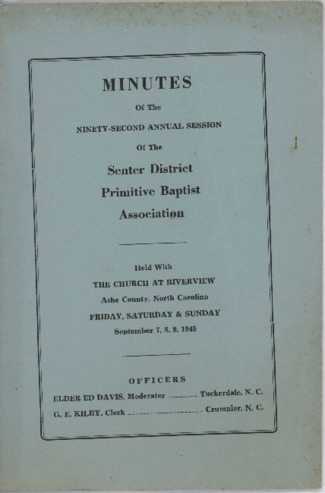 MINUTES
Of The
NINETY-SECOND ANNUAL SESSION
Of The
Senter District
Primitive Baptist
Association
Held With
THE CHURCH AT RIVERVIEW
Ashe County, North Carolina
FRIDAY, SATURDAY & SUNDAY
September 7, 8, 9, 1945
OFFICERS
ELDER ED DAVIS, Moderator ........ Tuckerdale, N. C.
G. E. KILBY, Clerk .................... Crumpler, N. C.